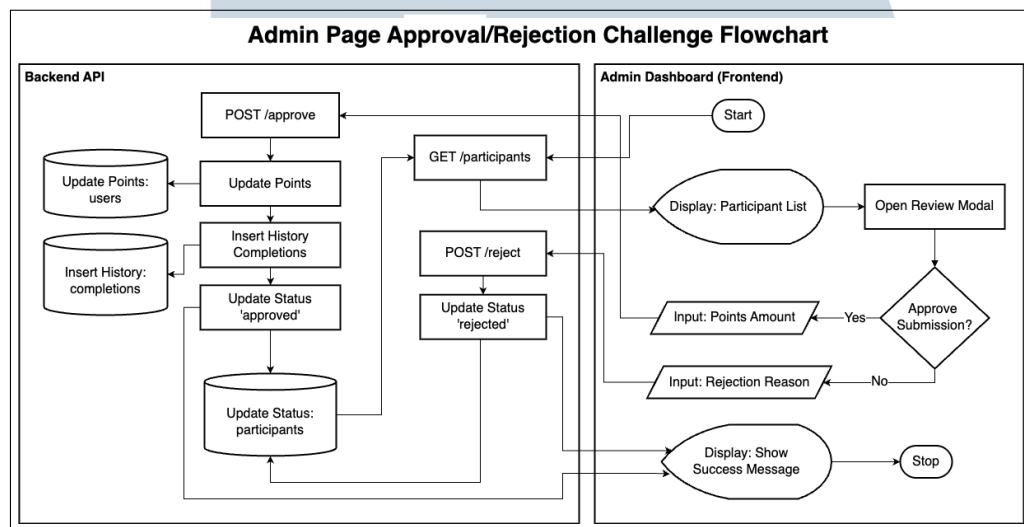 Admin Page Approval/Rejection Challenge Flowchart
Backend API
Admin Dashboard (Frontend)
POST /approve
Start
GET /participants
Update Points:
users
Update Points
Display: Participant List
Open Review Modal
Insert History
Completions
POST /reject
Insert History:
completions
Update Status
'approved'
Update Status
'rejected'
Input: Points Amount
Yes
Approve
Submission?
Input: Rejection Reason
No
Update Status:
participants
Display: Show
Success Message
Stop